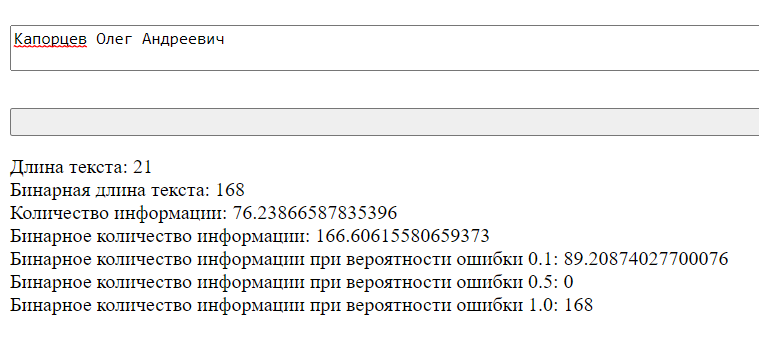 Капорцев Олег Андреевич
Длина текста: 21
Бинарная длина текста: 168
Количество информации: 76.23866587835396
Бинарное количество информации: 166.60615580659373
Бинарное количество информации при вероятности ошибки 0.1: 89.20874027700076
Бинарное количество информации при вероятности ошибки 0.5: 0
Бинарное количество информации при вероятности ошибки 1.0: 168